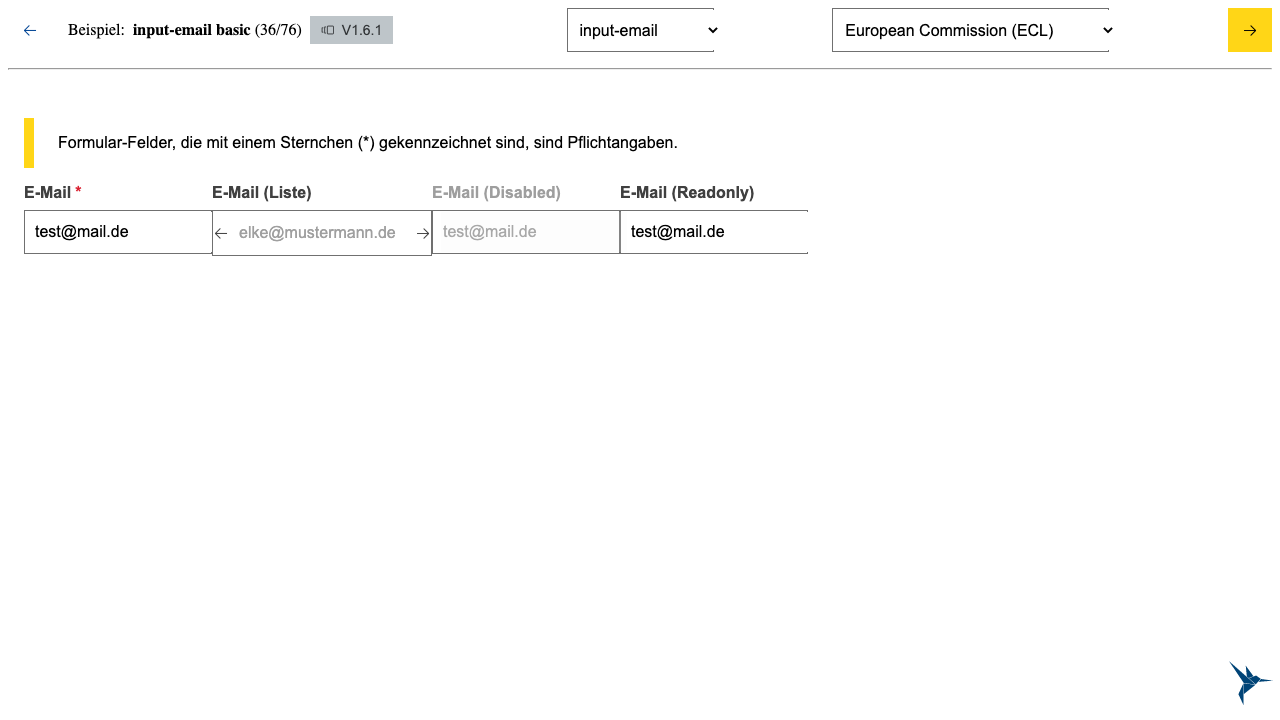 Beispiel: input-email basic (36/76) V1.6.1 input-email European Commission (ECL)
Formular-Felder, die mit einem Sternchen (*) gekennzeichnet sind, sind Pflichtangaben.
E-Mail * E-Mail (Liste) E-Mail (Disabled) E-Mail (Readonly)
test@mail.de elke@mustermann.de test@mail.de test@mail.de